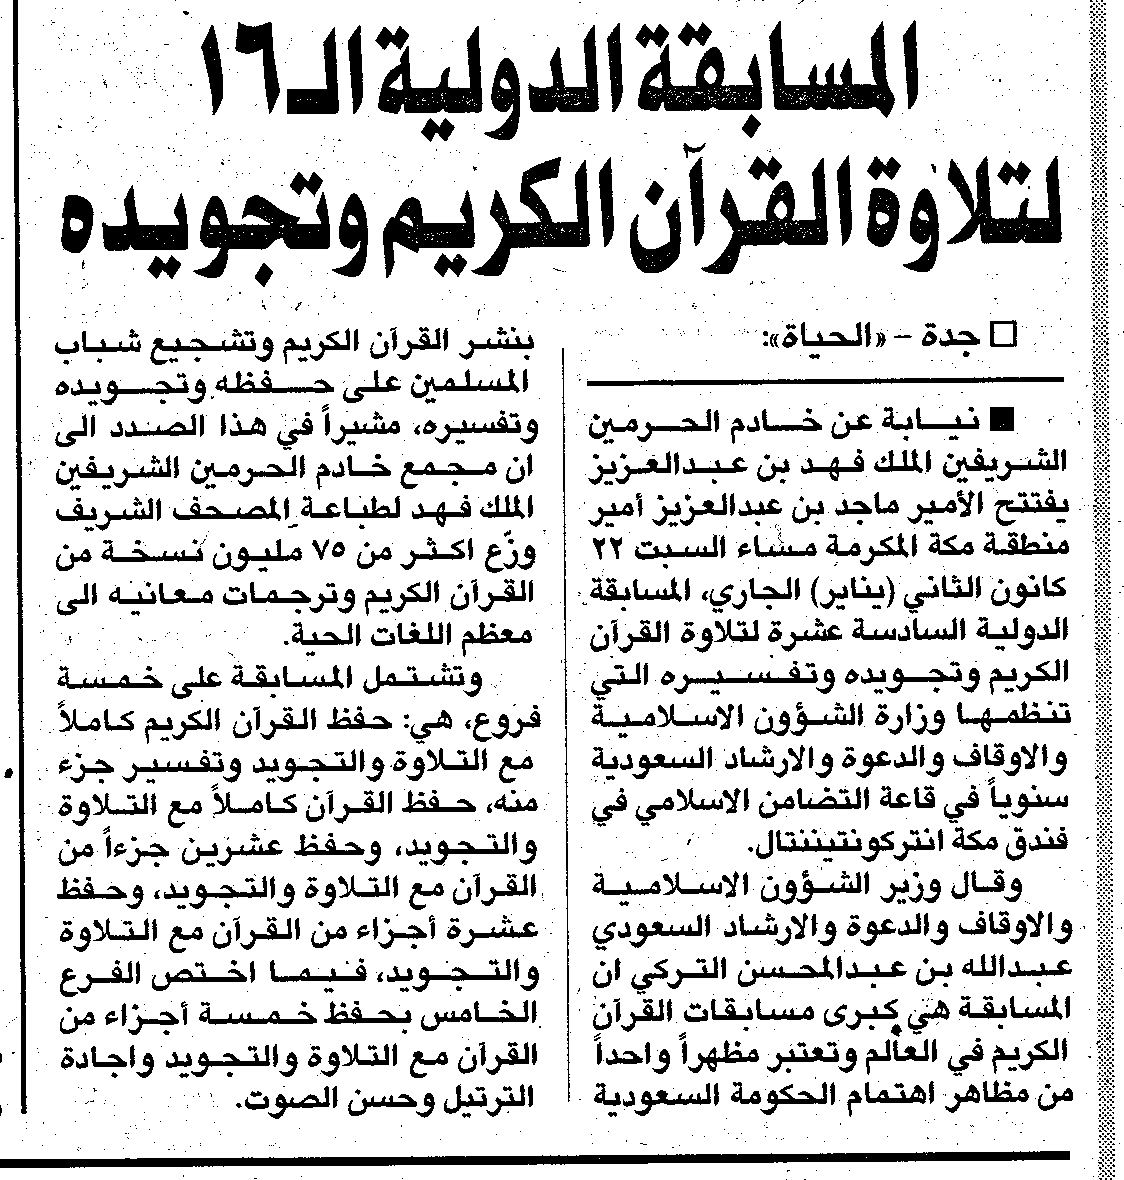 المسابقة الدولية الـ ١٦
لتلاوة القرآن الكريم وتجويده
□ جدة – «الحياة»:
■ نيابة عن خادم الحرمين
الشريفين الملك فهد بن عبدالعزيز
يفتتح الأمير ماجد بن عبدالعزيز أمير
منطقة مكة المكرمة مساء السبت ٢٢
كانون الثاني (يناير) الجاري، المسابقة
الدولية السادسة عشرة لتلاوة القرآن
الكريم وتجويده وتفسيره التي
تنظمها وزارة الشؤون الاسلامية
والاوقاف والدعوة والارشاد السعودية
سنوياً في قاعة التضامن الاسلامي في
فندق مكة انتركونتيننتال.
وقال وزير الشؤون الاسلامية
والاوقاف والدعوة والارشاد السعودي
عبدالله بن عبدالمحسن التركي ان
المسابقة هي كبرى مسابقات القرآن
الكريم في العالم وتعتبر مظهراً واحداً
من مظاهر اهتمام الحكومة السعودية
بنشر القرآن الكريم وتشجيع شباب
المسلمين على حفظه وتجويده
وتفسيره، مشيراً في هذا الصدد الى
ان مجمع خادم الحرمين الشريفين
الملك فهد لطباعة المصحف الشريف
وزّع اكثر من ٧٥ مليون نسخة من
القرآن الكريم وترجمات معانيه الى
معظم اللغات الحية.
وتشتمل المسابقة على خمسة
فروع، هي: حفظ القرآن الكريم كاملاً
مع التلاوة والتجويد وتفسير جزء
منه، حفظ القرآن كاملاً مع التلاوة
والتجويد، وحفظ عشرين جزءاً من
القرآن مع التلاوة والتجويد، وحفظ
عشرة أجزاء من القرآن مع التلاوة
والتجويد، فيما اختص الفرع
الخامس بحفظ خمسة أجزاء من
القرآن مع التلاوة والتجويد واجادة
الترتيل وحسن الصوت.